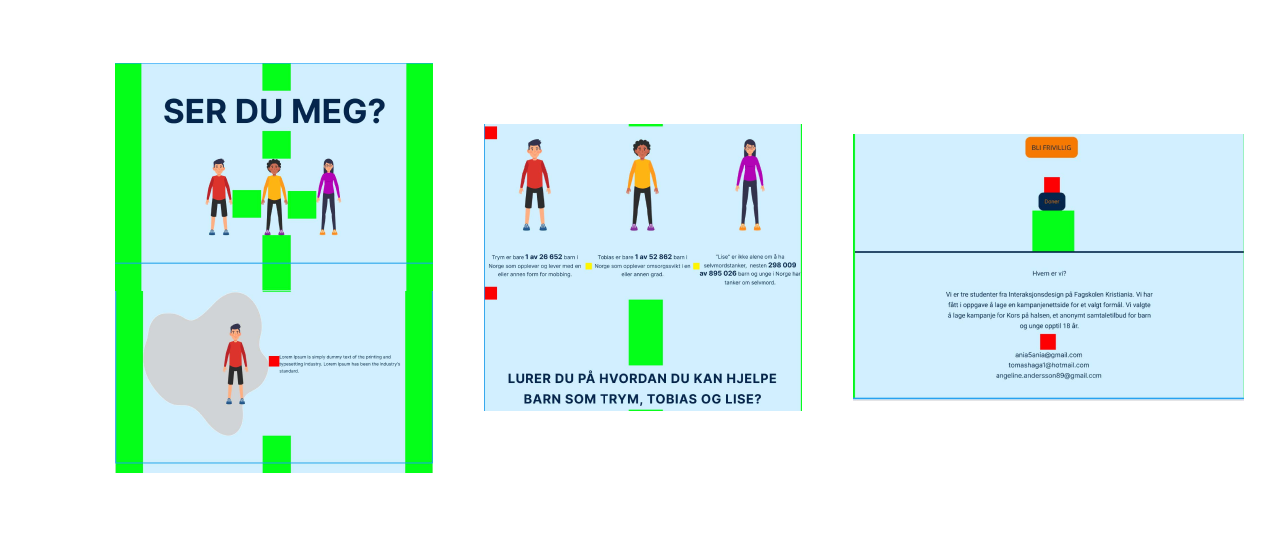 SER DU MEG?
Lorem Ipsum is simply dummy text of the printing and
typesetting industry. Lorem Ipsum has been the industry's
standard.
Trym er bare 1 av 26 652 barn i
Norge som opplever og lever med en
eller annen form for mobbing.
Tobias er bare 1 av 52 862 barn i
Norge som opplever omsorgssvikt i en
eller annen grad.
"Lise" er ikke alene om å ha
selvmordstanker, nesten 298 009
av 895 026 barn og unge i Norge har
tanker om selvmord.
LURER DU PÅ HVORDAN DU KAN HJELPE
BARN SOM TRYM, TOBIAS OG LISE?
BLI FRIVILLIG
Doner
Hvem er vi?
Vi er tre studenter fra Interaksjonsdesign på Fagskolen Kristiania. Vi har
fått i oppgave å lage en kampanjenettside for et valgt formål. Vi valgte
å lage kampanje for Kors på halsen, et anonymt samtaletilbud for barn
og unge opptil 18 år.
ania5ania@gmail.com
tomashaga1@hotmail.com
angeline.andersson89@gmail.com